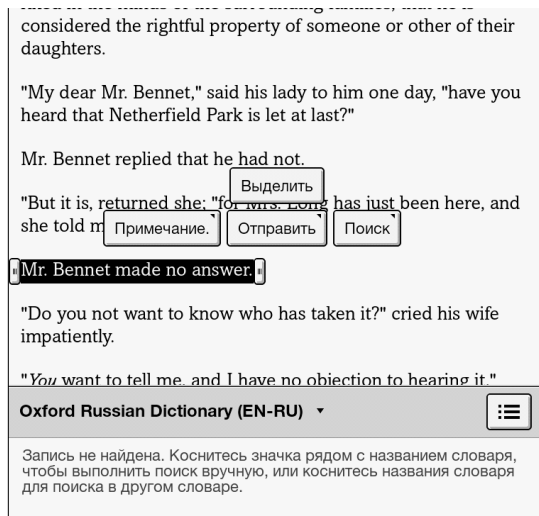 considered the rightful property of someone or other of their
daughters.
"My dear Mr. Bennet," said his lady to him one day, "have you
heard that Netherfield Park is let at last?"
Mr. Bennet replied that he had not.
Выделить
"But it is, returned she; "for Mrs. Long has just been here, and
she told m
Примечание.
Отправить
Поиск
Mr. Bennet made no answer.
"Do you not want to know who has taken it?" cried his wife
impatiently.
"You want to tell me, and I have no objection to hearing it."
Oxford Russian Dictionary (EN-RU)
Запись не найдена. Коснитесь значка рядом с названием словаря,
чтобы выполнить поиск вручную, или коснитесь названия словаря
для поиска в другом словаре.